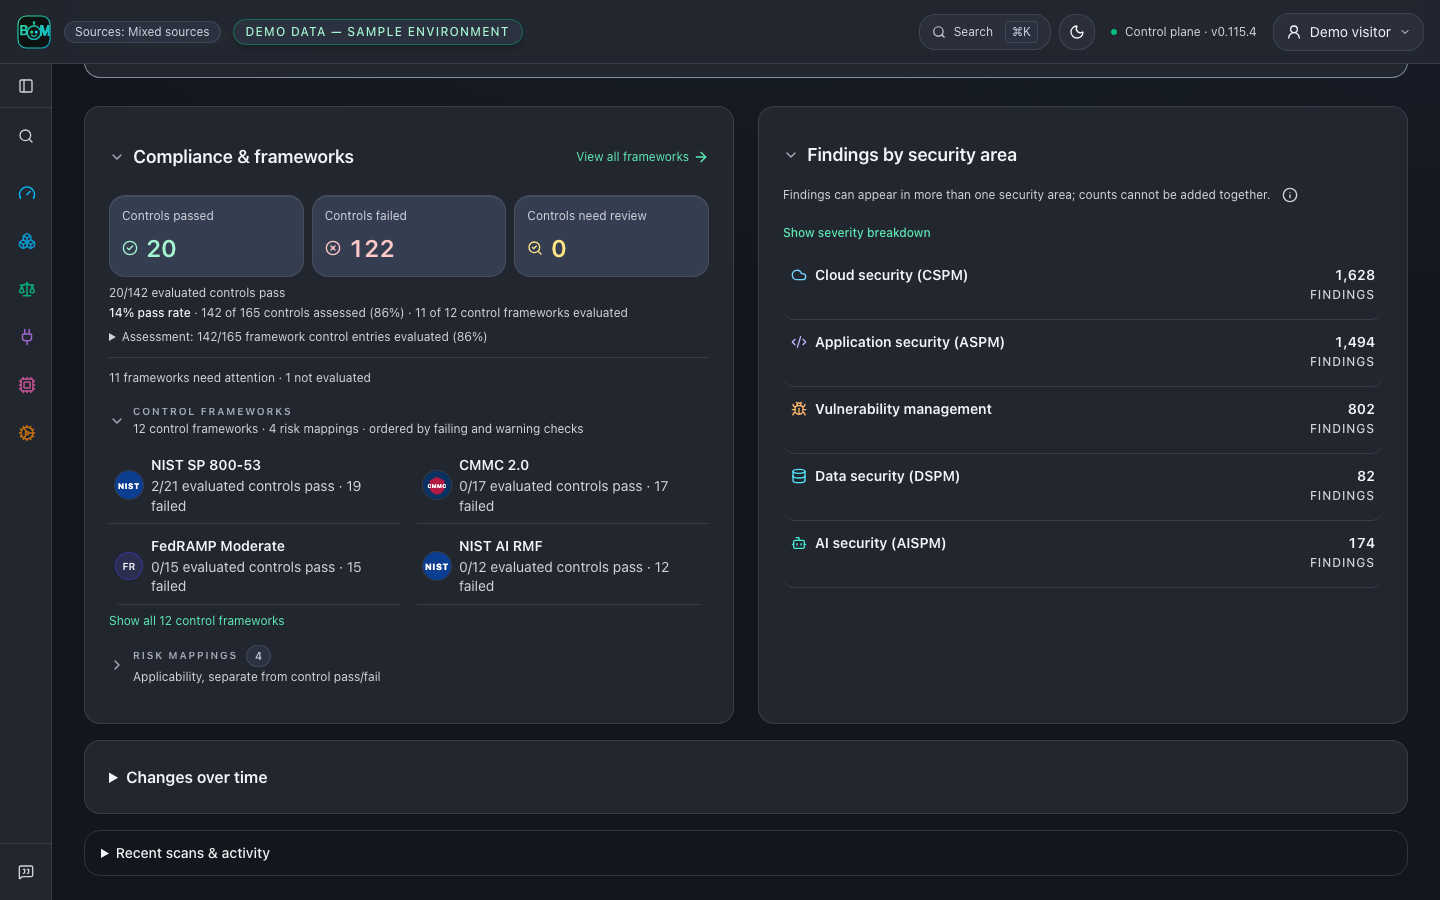 BOM
Sources: Mixed sources
DEMO DATA — SAMPLE ENVIRONMENT
Search
⌘K
Control plane · v0.115.4
Demo visitor
Compliance & frameworks
View all frameworks →
Controls passed
20
Controls failed
122
Controls need review
0
20/142 evaluated controls pass
14% pass rate · 142 of 165 controls assessed (86%) · 11 of 12 control frameworks evaluated
Assessment: 142/165 framework control entries evaluated (86%)
11 frameworks need attention · 1 not evaluated
CONTROL FRAMEWORKS
12 control frameworks · 4 risk mappings · ordered by failing and warning checks
NIST
NIST SP 800-53
2/21 evaluated controls pass · 19
failed
CMMC
CMMC 2.0
0/17 evaluated controls pass · 17
failed
FR
FedRAMP Moderate
0/15 evaluated controls pass · 15
failed
NIST
NIST AI RMF
0/12 evaluated controls pass · 12
failed
Show all 12 control frameworks
RISK MAPPINGS 4
Applicability, separate from control pass/fail
Findings by security area
Findings can appear in more than one security area; counts cannot be added together.
Show severity breakdown
Cloud security (CSPM)
1,628
FINDINGS
Application security (ASPM)
1,494
FINDINGS
Vulnerability management
802
FINDINGS
Data security (DSPM)
82
FINDINGS
AI security (AISPM)
174
FINDINGS
Changes over time
Recent scans & activity